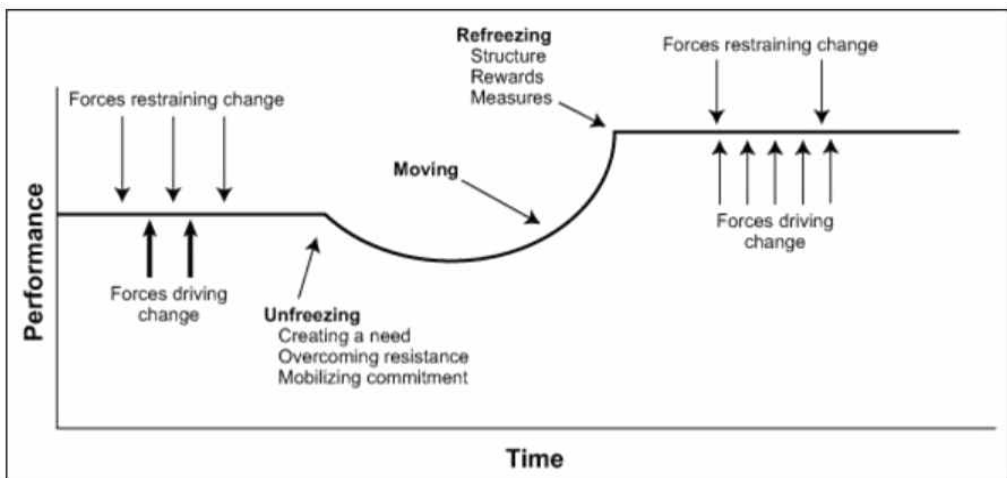 Refreezing
Structure
Rewards
Measures
Forces restraining change
Forces restraining change
Moving
Forces driving
change
Forces driving
change
Unfreezing
Creating a need
Overcoming resistance
Mobilizing commitment
Performance
Time